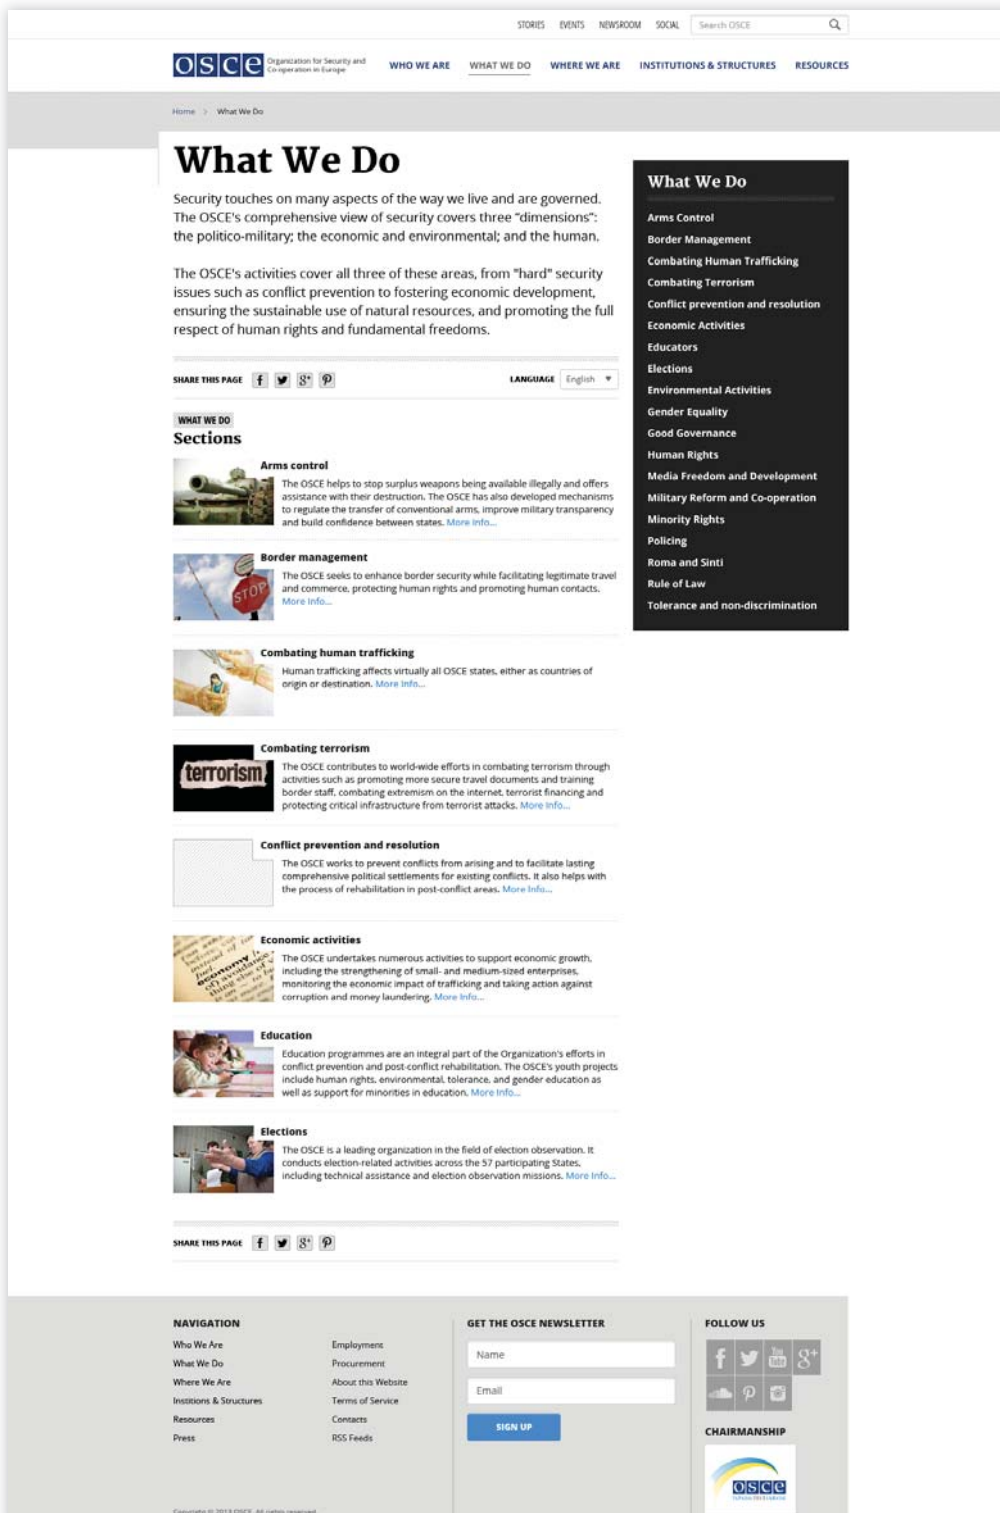 STORIES EVENTS NEWSROOM SOCIAL Search OSCE
OSCE Organization for Security and
Co-operation in Europe
WHO WE ARE WHAT WE DO WHERE WE ARE INSTITUTIONS & STRUCTURES RESOURCES
Home > What We Do
What We Do
Security touches on many aspects of the way we live and are governed.
The OSCE's comprehensive view of security covers three “dimensions”:
the politico-military; the economic and environmental; and the human.
The OSCE's activities cover all three of these areas, from "hard" security
issues such as conflict prevention to fostering economic development,
ensuring the sustainable use of natural resources, and promoting the full
respect of human rights and fundamental freedoms.
SHARE THIS PAGE
LANGUAGE English
WHAT WE DO
Sections
Arms control
The OSCE helps to stop surplus weapons being available illegally and offers
assistance with their destruction. The OSCE has also developed mechanisms
to regulate the transfer of conventional arms, improve military transparency
and build confidence between states. More Info...
STOP
Border management
The OSCE seeks to enhance border security while facilitating legitimate travel
and commerce, protecting human rights and promoting human contacts.
More Info...
Combating human trafficking
Human trafficking affects virtually all OSCE states, either as countries of
origin or destination. More Info...
terrorism
Combating terrorism
The OSCE contributes to world-wide efforts in combating terrorism through
activities such as promoting more secure travel documents and training
border staff, combating extremism on the internet, terrorist financing and
protecting critical infrastructure from terrorist attacks. More Info...
Conflict prevention and resolution
The OSCE works to prevent conflicts from arising and to facilitate lasting
comprehensive political settlements for existing conflicts. It also helps with
the process of rehabilitation in post-conflict areas. More Info...
economy
Economic activities
The OSCE undertakes numerous activities to support economic growth,
including the strengthening of small- and medium-sized enterprises,
monitoring the economic impact of trafficking and taking action against
corruption and money laundering. More Info...
Education
Education programmes are an integral part of the Organization's efforts in
conflict prevention and post-conflict rehabilitation. The OSCE's youth projects
include human rights, environmental, tolerance, and gender education as
well as support for minorities in education. More Info...
Elections
The OSCE is a leading organization in the field of election observation. It
conducts election-related activities across the 57 participating States,
including technical assistance and election observation missions. More Info...
SHARE THIS PAGE
What We Do
Arms Control
Border Management
Combating Human Trafficking
Combating Terrorism
Conflict prevention and resolution
Economic Activities
Educators
Elections
Environmental Activities
Gender Equality
Good Governance
Human Rights
Media Freedom and Development
Military Reform and Co-operation
Minority Rights
Policing
Roma and Sinti
Rule of Law
Tolerance and non-discrimination
NAVIGATION
Who We Are
What We Do
Where We Are
Institions & Structures
Resources
Press
Employment
Procurement
About this Website
Terms of Service
Contacts
RSS Feeds
GET THE OSCE NEWSLETTER
Name
Email
SIGN UP
FOLLOW US
You Tube
CHAIRMANSHIP
osce
Copyright © 2013 OSCE. All rights reserved.